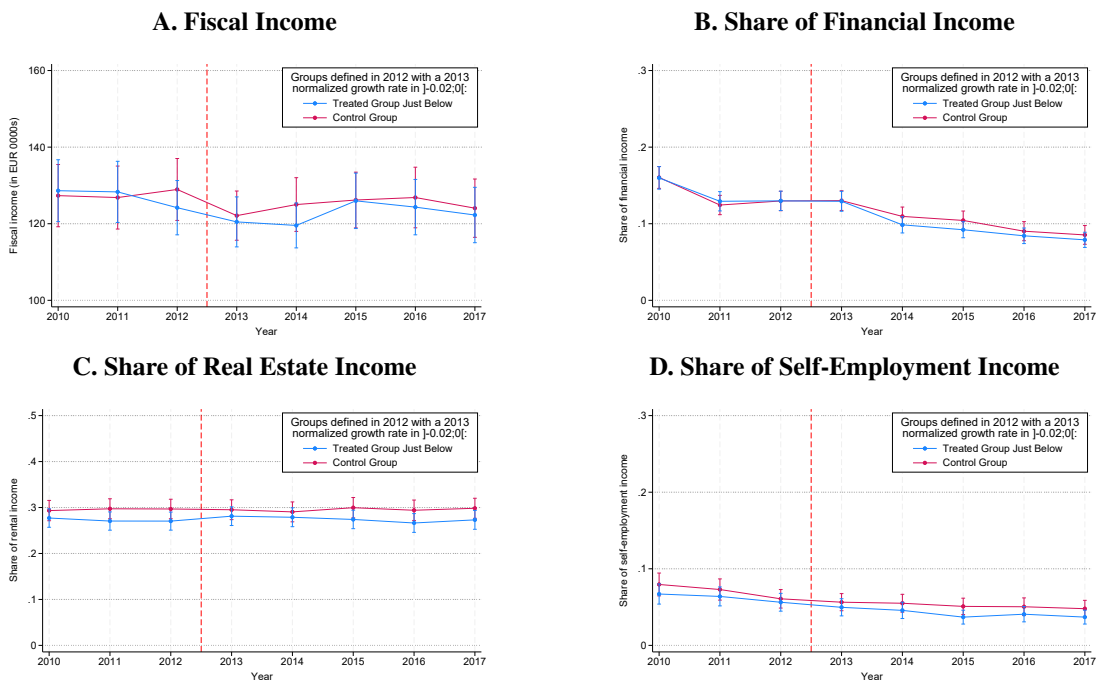 A. Fiscal Income
Fiscal income (in EUR 0000s)
160
140
120
100
Groups defined in 2012 with a 2013
normalized growth rate in ]-0.02;0[:
Treated Group Just Below
Control Group
2010 2011 2012 2013 2014 2015 2016 2017
Year
B. Share of Financial Income
Share of financial income
.3
.2
0.1
0
Groups defined in 2012 with a 2013
normalized growth rate in ]-0.02;0[:
Treated Group Just Below
Control Group
2010 2011 2012 2013 2014 2015 2016 2017
Year
C. Share of Real Estate Income
Share of rental income
.5
.4
0.3
.2
.1
0
Groups defined in 2012 with a 2013
normalized growth rate in ]-0.02;0[:
Treated Group Just Below
Control Group
2010 2011 2012 2013 2014 2015 2016 2017
Year
D. Share of Self-Employment Income
Share of self-employment income
.3
.2
0.1
0
Groups defined in 2012 with a 2013
normalized growth rate in ]-0.02;0[:
Treated Group Just Below
Control Group
2010 2011 2012 2013 2014 2015 2016 2017
Year